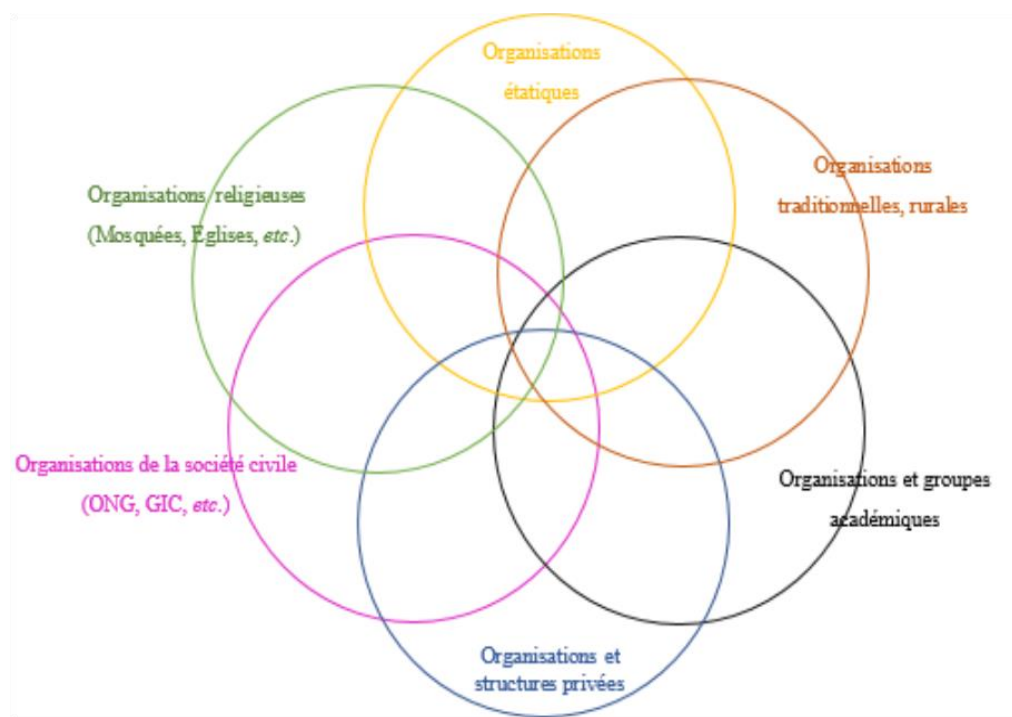 Organisations
étatiques
Organisations
traditionnelles, rurales
Organisations religieuses
(Mosquées, Eglises, etc.)
Organisations de la société civile
(ONG, GIC, etc.)
Organisations et groupes
académiques
Organisations et
structures privées